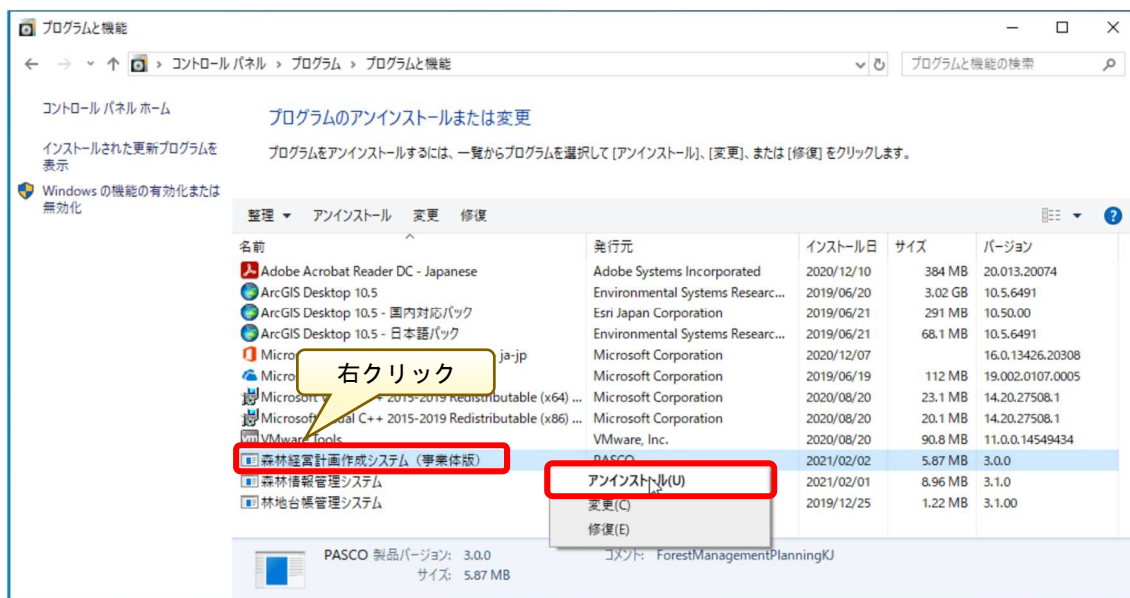 プログラムと機能
コントロール パネル › プログラム › プログラムと機能
プログラムと機能の検索
コントロール パネル ホーム
インストールされた更新プログラムを
表示
Windows の機能の有効化または
無効化
プログラムのアンインストールまたは変更
プログラムをアンインストールするには、一覧からプログラムを選択して [アンインストール]、[変更]、または [修復] をクリックします。
整理 アンインストール 変更 修復
名前 発行元 インストール日 サイズ バージョン
Adobe Acrobat Reader DC - Japanese Adobe Systems Incorporated 2020/12/10 384 MB 20.013.20074
ArcGIS Desktop 10.5 Environmental Systems Researc... 2019/06/20 3.02 GB 10.5.6491
ArcGIS Desktop 10.5 - 国内対応パック Esri Japan Corporation 2019/06/21 291 MB 10.50.00
ArcGIS Desktop 10.5 - 日本語パック Environmental Systems Researc... 2019/06/21 68.1 MB 10.5.6491
ja-jp Microsoft Corporation 2020/12/07 16.0.13426.20308
Microsoft Corporation 2019/06/19 112 MB 19.002.0107.0005
右クリック
Microsoft C++ 2015-2019 Redistributable (x64) ... Microsoft Corporation 2020/08/20 23.1 MB 14.20.27508.1
Microsoft C++ 2015-2019 Redistributable (x86) ... Microsoft Corporation 2020/08/20 20.1 MB 14.20.27508.1
VMware Tools VMware, Inc. 2020/08/20 90.8 MB 11.0.0.14549434
森林経営計画作成システム（事業体版） PASCO 2021/02/02 5.87 MB 3.0.0
森林情報管理システム 2021/02/01 8.96 MB 3.1.0
林地台帳管理システム 2019/12/25 1.22 MB 3.1.00
アンインストール(U)
変更(C)
修復(E)
PASCO 製品バージョン: 3.0.0 コメント: ForestManagementPlanningKJ
サイズ: 5.87 MB